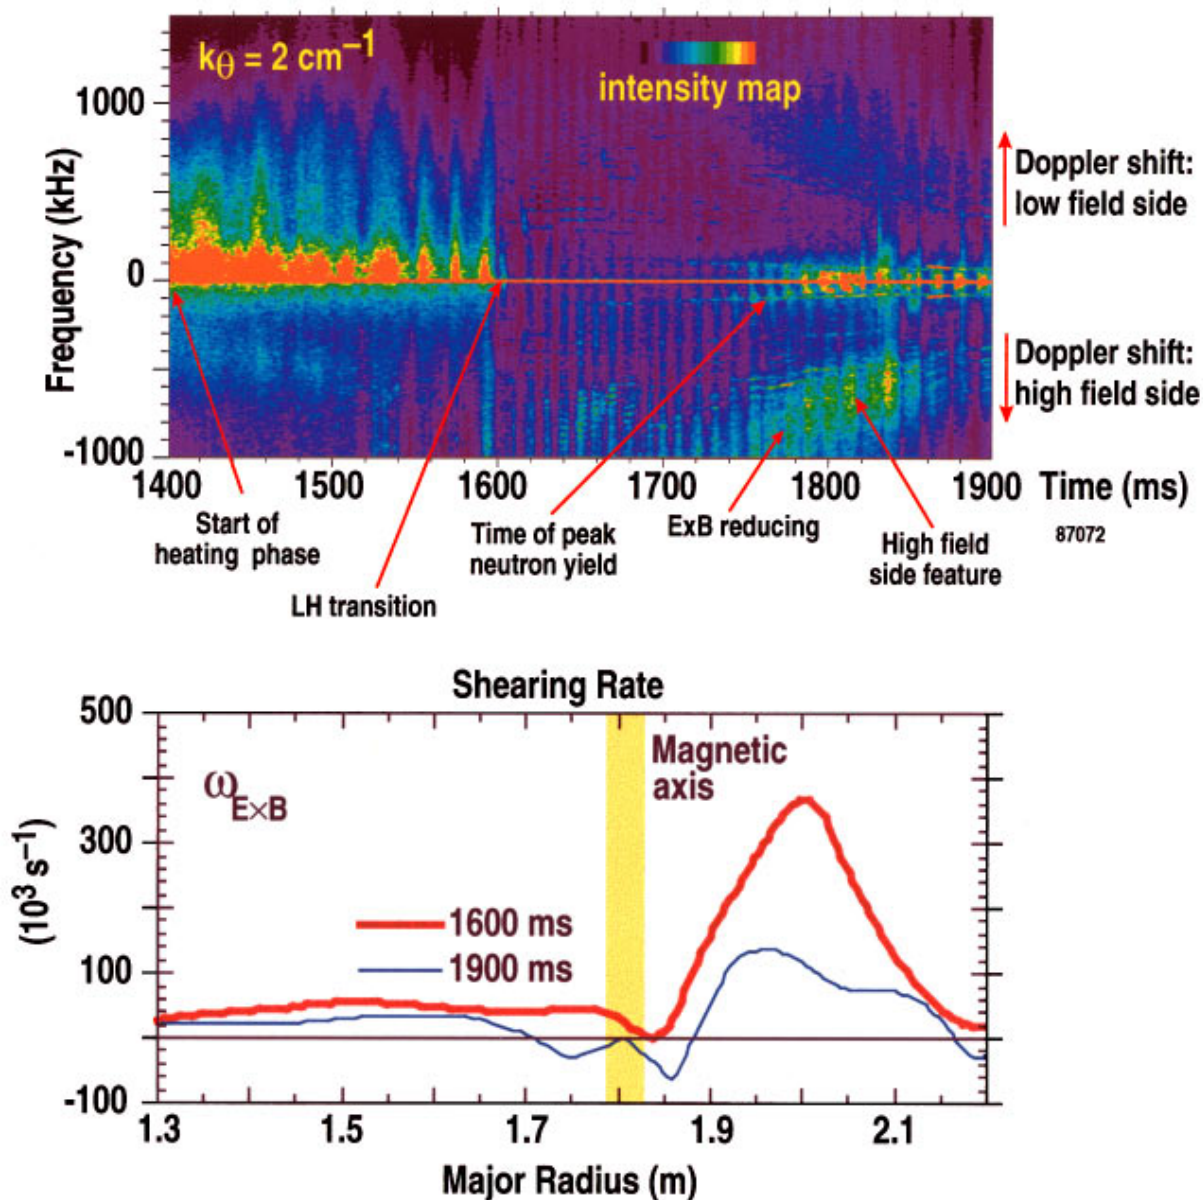 kθ = 2 cm⁻¹
intensity map
1000
0
-1000
Frequency (kHz)
Doppler shift:
low field side
Doppler shift:
high field side
1400
1500
1600
1700
1800
1900
Time (ms)
87072
Start of
heating phase
LH transition
Time of peak
neutron yield
ExB reducing
High field
side feature
Shearing Rate
500
300
100
-100
(10³ s⁻¹)
ωE×B
Magnetic
axis
1600 ms
1900 ms
1.3
1.5
1.7
1.9
2.1
Major Radius (m)